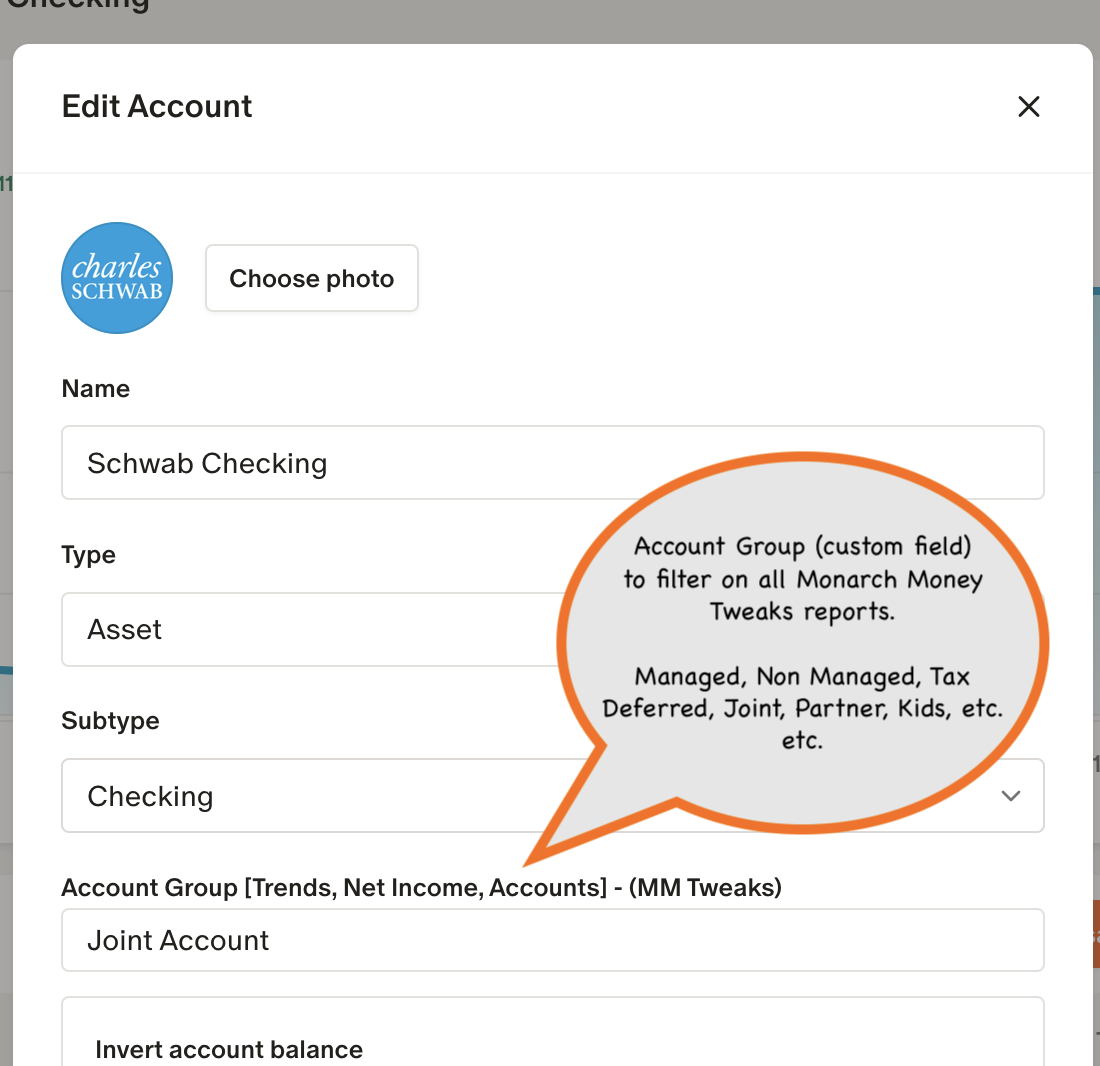 Checking
Edit Account
charles
SCHWAB
Choose photo
Name
Schwab Checking
Type
Asset
Subtype
Checking
Account Group (custom field)
to filter on all Monarch Money
Tweaks reports.
Managed, Non Managed, Tax
Deferred, Joint, Partner, Kids, etc.
etc.
Account Group [Trends, Net Income, Accounts] - (MM Tweaks)
Joint Account
Invert account balance